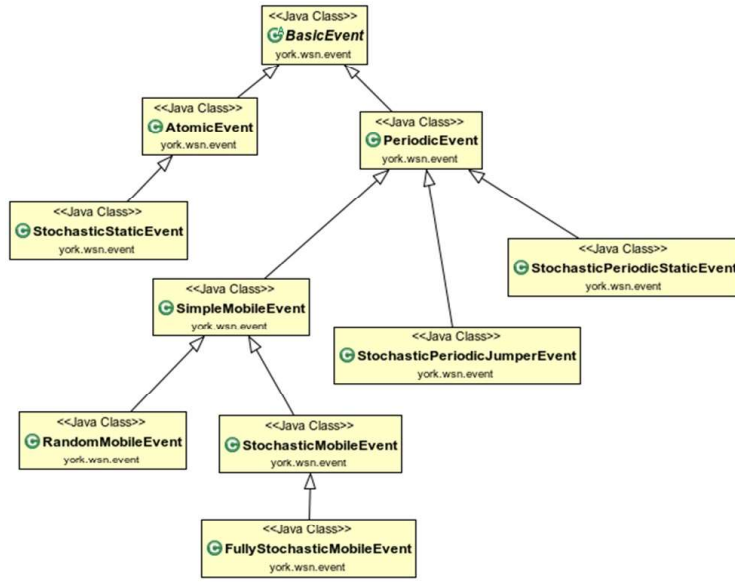 <<Java Class>>
BasicEvent
york.wsn.event
<<Java Class>>
AtomicEvent
york.wsn.event
<<Java Class>>
PeriodicEvent
york.wsn.event
<<Java Class>>
StochasticStaticEvent
york.wsn.event
<<Java Class>>
StochasticPeriodicStaticEvent
york.wsn.event
<<Java Class>>
SimpleMobileEvent
york.wsn.event
<<Java Class>>
StochasticPeriodicJumperEvent
york.wsn.event
<<Java Class>>
RandomMobileEvent
york.wsn.event
<<Java Class>>
StochasticMobileEvent
york.wsn.event
<<Java Class>>
FullyStochasticMobileEvent
york.wsn.event